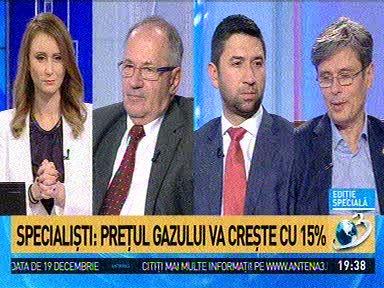 EDIȚIE
SPECIALĂ
SPECIALIȘTI: PREȚUL GAZULUI VA CREȘTE CU 15%
DATA DE 19 DECEMBRIE CITIȚI MAI MULTE INFORMAȚII PE WWW.ANTENA3. 19:38